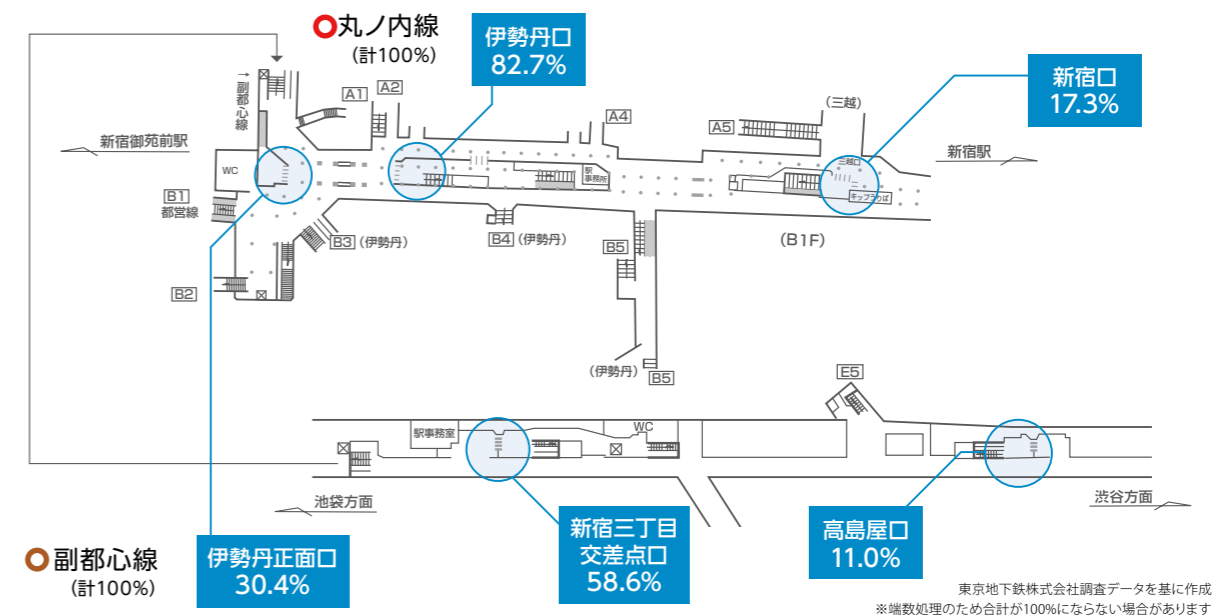 丸ノ内線
(計100%)
伊勢丹口
82.7%
新宿口
17.3%
副都心線↓
A1
A2
A4
A5
(三越)
三越口
新宿御苑前駅
新宿駅
WC
駅
事務所
キップうりば
B1
都営線
B3 (伊勢丹)
B4 (伊勢丹)
B5
(B1F)
B2
(伊勢丹)
B5
E5
駅事務室
WC
池袋方面
渋谷方面
副都心線
(計100%)
伊勢丹正面口
30.4%
新宿三丁目
交差点口
58.6%
高島屋口
11.0%
東京地下鉄株式会社調査データを基に作成
※端数処理のため合計が100%にならない場合があります